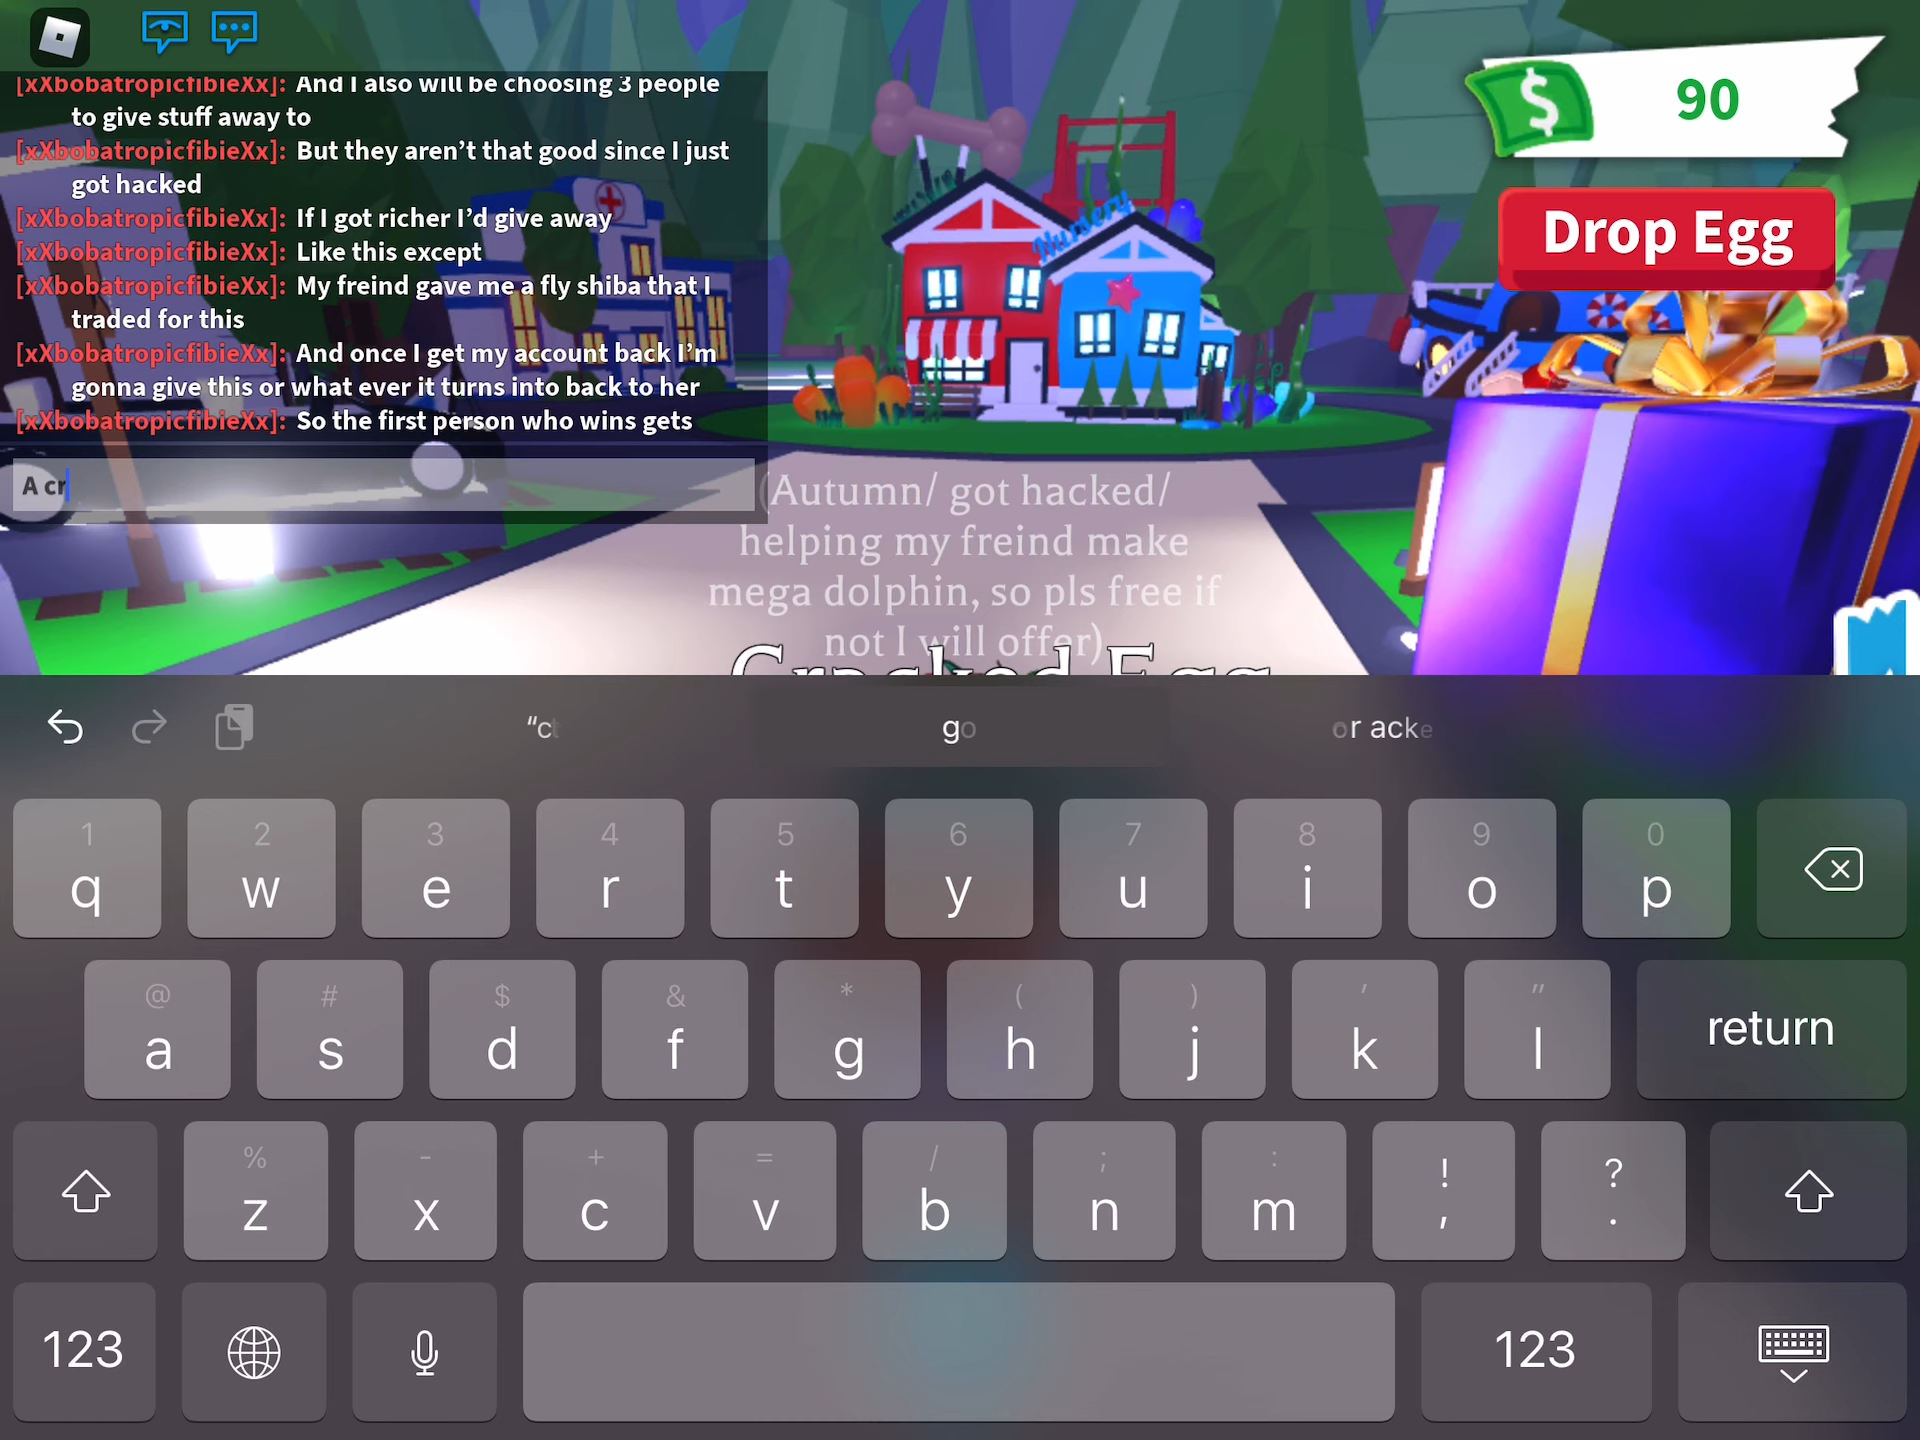 [xXbobatropicfibieXx]: And I also will be choosing 3 people
to give stuff away to
[xXbobatropicfibieXx]: But they aren't that good since I just
got hacked
[xXbobatropicfibieXx]: If I got richer I'd give away
[xXbobatropicfibieXx]: Like this except
[xXbobatropicfibieXx]: My freind gave me a fly shiba that I
traded for this
[xXbobatropicfibieXx]: And once I get my account back I'm
gonna give this or what ever it turns into back to her
[xXbobatropicfibieXx]: So the first person who wins gets
A cr
90
Drop Egg
Nursery
(Autumn/ got hacked/
helping my freind make
mega dolphin, so pls free if
not I will offer)
Cracked Egg
"ct go or acke
1 2 3 4 5 6 7 8 9 0
q w e r t y u i o p
@ # $ & * ( ) ' "
a s d f g h j k l return
% - + = / ; : ! ?
z x c v b n m , .
123 123